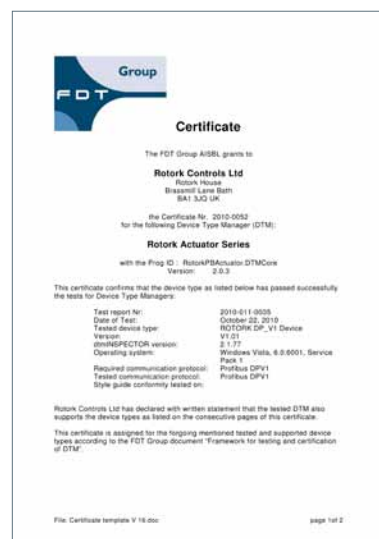 Group
FDT
Certificate
The FDT Group AISBL grants to
Rotork Controls Ltd
Rotork House
Brassmill Lane Bath
BA1 3JQ UK
the Certificate Nr. 2010-0052
for the following Device Type Manager (DTM):
Rotork Actuator Series
with the Prog ID : RotorkPBActuator.DTMCore
Version: 2.0.3
This certificate confirms that the device type as listed below has passed successfully
the tests for Device Type Managers:
Test report Nr: 2010-011-0035
Date of Test: October 22, 2010
Tested device type: ROTORK DP_V1 Device
Version: V1.01
dtmINSPECTOR version: 2.1.77
Operating system: Windows Vista, 6.0.6001, Service
Pack 1
Required communication protocol: Profibus DPV1
Tested communication protocol: Profibus DPV1
Style guide conformity tested on:
Rotork Controls Ltd has declared with written statement that the tested DTM also
supports the device types as listed on the consecutive pages of this certificate.
This certificate is assigned for the forgoing mentioned tested and supported device
types according to the FDT Group document "Framework for testing and certification
of DTM".
File: Certificate template V 16.doc page 1of 2